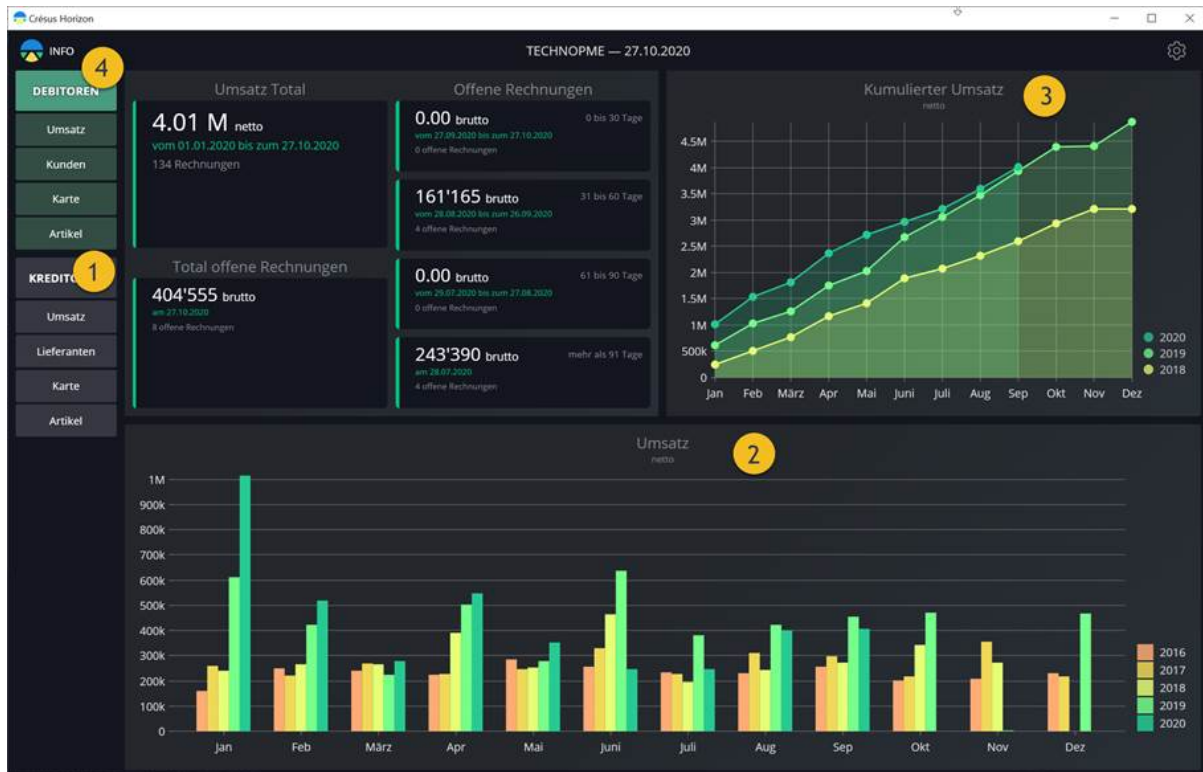 Crésus Horizon
INFO
TECHNOPME — 27.10.2020
4
DEBITOREN
Umsatz
Kunden
Karte
Artikel
KREDITO
1
Umsatz
Lieferanten
Karte
Artikel
Umsatz Total
4.01 M netto
vom 01.01.2020 bis zum 27.10.2020
134 Rechnungen
Total offene Rechnungen
404'555 brutto
am 27.10.2020
8 offene Rechnungen
Offene Rechnungen
0.00 brutto 0 bis 30 Tage
vom 27.09.2020 bis zum 27.10.2020
0 offene Rechnungen
161'165 brutto 31 bis 60 Tage
vom 28.08.2020 bis zum 26.09.2020
4 offene Rechnungen
0.00 brutto 61 bis 90 Tage
vom 29.07.2020 bis zum 27.08.2020
0 offene Rechnungen
243'390 brutto mehr als 91 Tage
am 28.07.2020
4 offene Rechnungen
Kumulierter Umsatz
netto
3
4.5M
4M
3.5M
3M
2.5M
2M
1.5M
1M
500k
0
Jan Feb März Apr Mai Juni Juli Aug Sep Okt Nov Dez
2020
2019
2018
Umsatz
netto
2
1M
900k
800k
700k
600k
500k
400k
300k
200k
100k
0
Jan Feb März Apr Mai Juni Juli Aug Sep Okt Nov Dez
2016
2017
2018
2019
2020